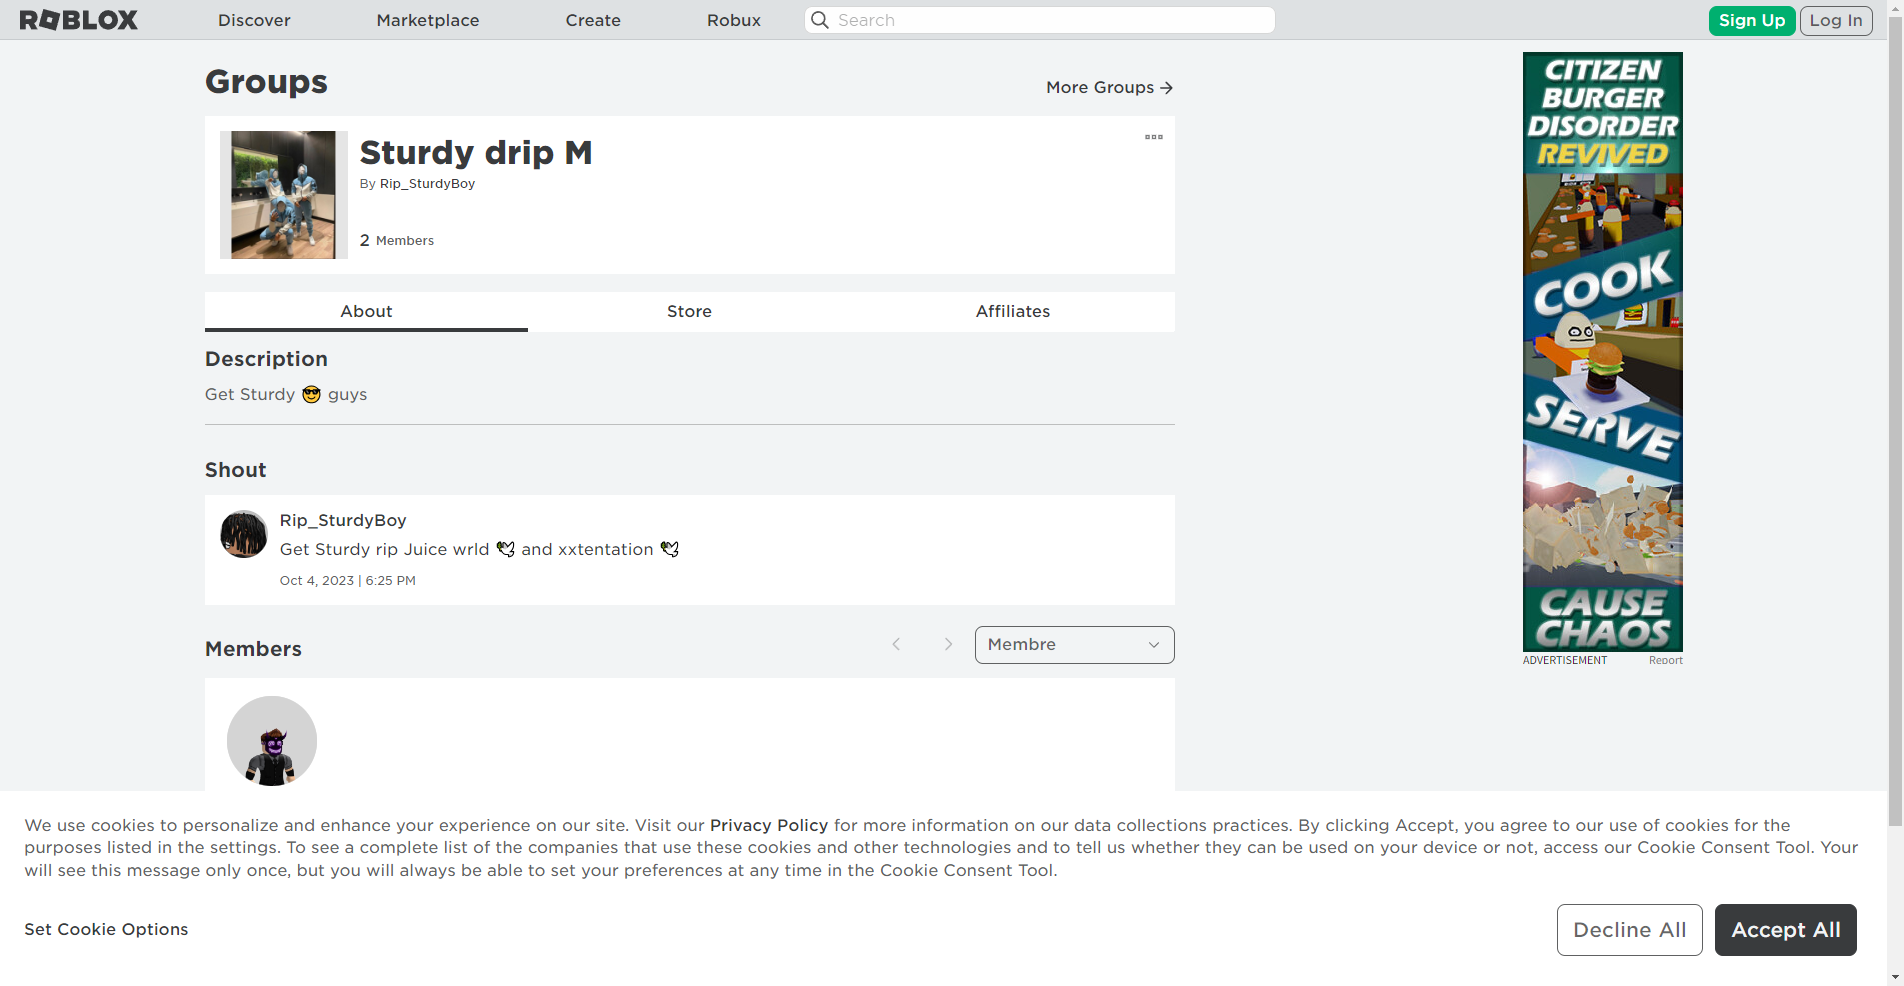 ROBLOX
Discover
Marketplace
Create
Robux
Search
Sign Up
Log In
Groups
More Groups
Sturdy drip M
By Rip_SturdyBoy
2 Members
About
Store
Affiliates
Description
Get Sturdy 😎 guys
Shout
Rip_SturdyBoy
Get Sturdy rip Juice wrld 🕊 and xxtentation 🕊
Oct 4, 2023 | 6:25 PM
Members
Membre
CITIZEN
BURGER
DISORDER
REVIVED
COOK
SERVE
CAUSE
CHAOS
ADVERTISEMENT
Report
We use cookies to personalize and enhance your experience on our site. Visit our Privacy Policy for more information on our data collections practices. By clicking Accept, you agree to our use of cookies for the
purposes listed in the settings. To see a complete list of the companies that use these cookies and other technologies and to tell us whether they can be used on your device or not, access our Cookie Consent Tool. Your
will see this message only once, but you will always be able to set your preferences at any time in the Cookie Consent Tool.
Set Cookie Options
Decline All
Accept All